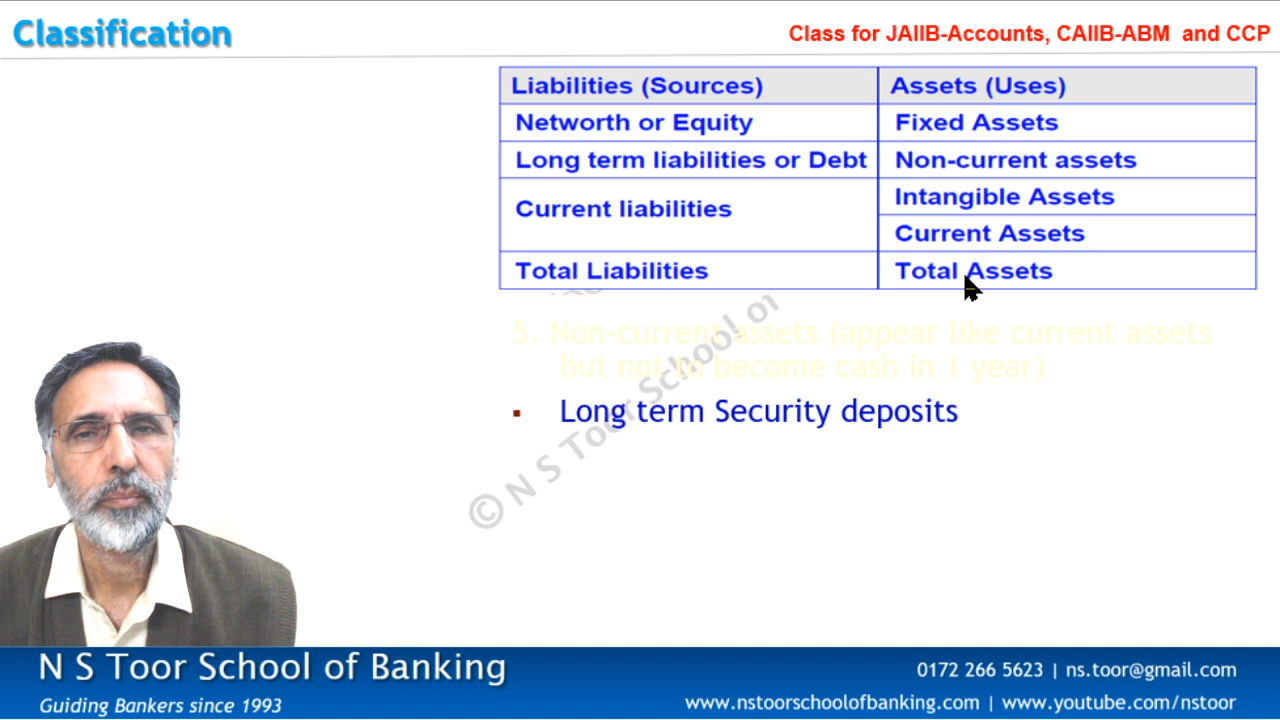 Classification
Class for JAIIB-Accounts, CAIIB-ABM and CCP
Liabilities (Sources) Assets (Uses)
Networth or Equity Fixed Assets
Long term liabilities or Debt Non-current assets
Current liabilities Intangible Assets
Current Assets
Total Liabilities Total Assets
5. Non-current assets (appear like current assets
but not to become cash in 1 year)
▪ Long term Security deposits
© N S Toor School of
N S Toor School of Banking
Guiding Bankers since 1993
0172 266 5623 | ns.toor@gmail.com
www.nstoorschoolofbanking.com | www.youtube.com/nstoor